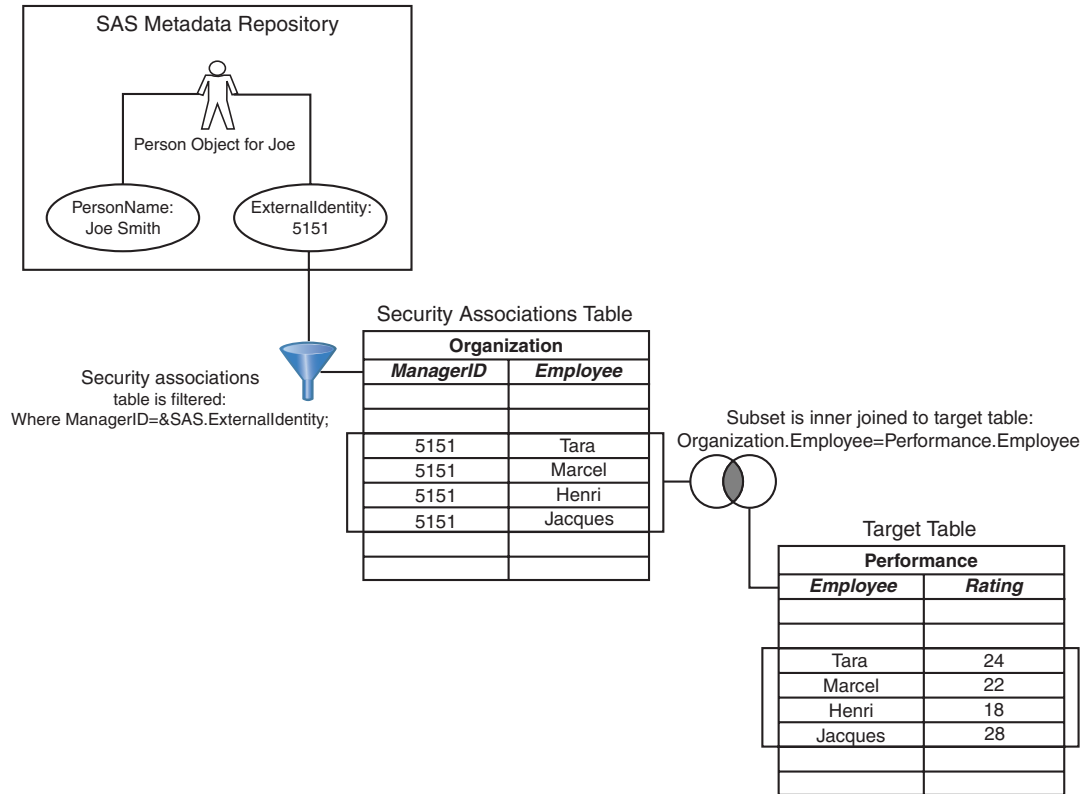 SAS Metadata Repository
Person Object for Joe
PersonName:
Joe Smith
ExternalIdentity:
5151
Security associations
table is filtered:
Where ManagerID=&SAS.ExternalIdentity;
Security Associations Table
Organization
ManagerID Employee
5151 Tara
5151 Marcel
5151 Henri
5151 Jacques
Subset is inner joined to target table:
Organization.Employee=Performance.Employee
Target Table
Performance
Employee Rating
Tara 24
Marcel 22
Henri 18
Jacques 28